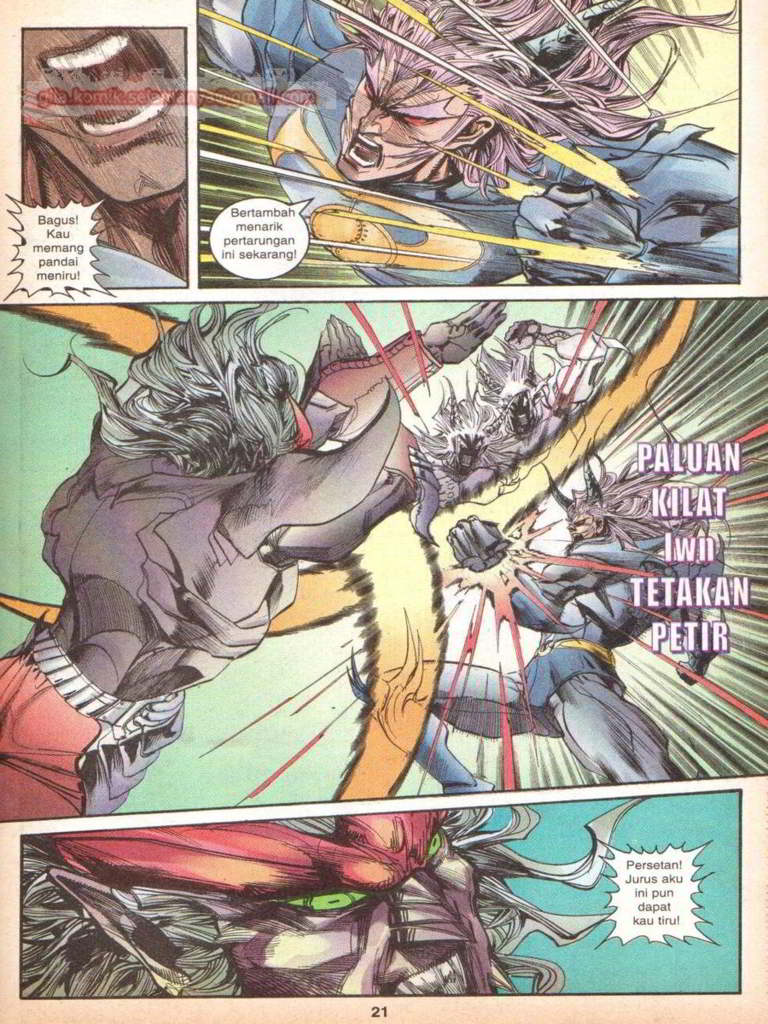 Bagus!
Kau
memang
pandai
meniru!
Bertambah
menarik
pertarungan
ini sekarang!
PALUAN
KILAT
lwn
TETAKAN
PETIR
Persetan!
Jurus aku
ini pun
dapat
kau tiru!
21